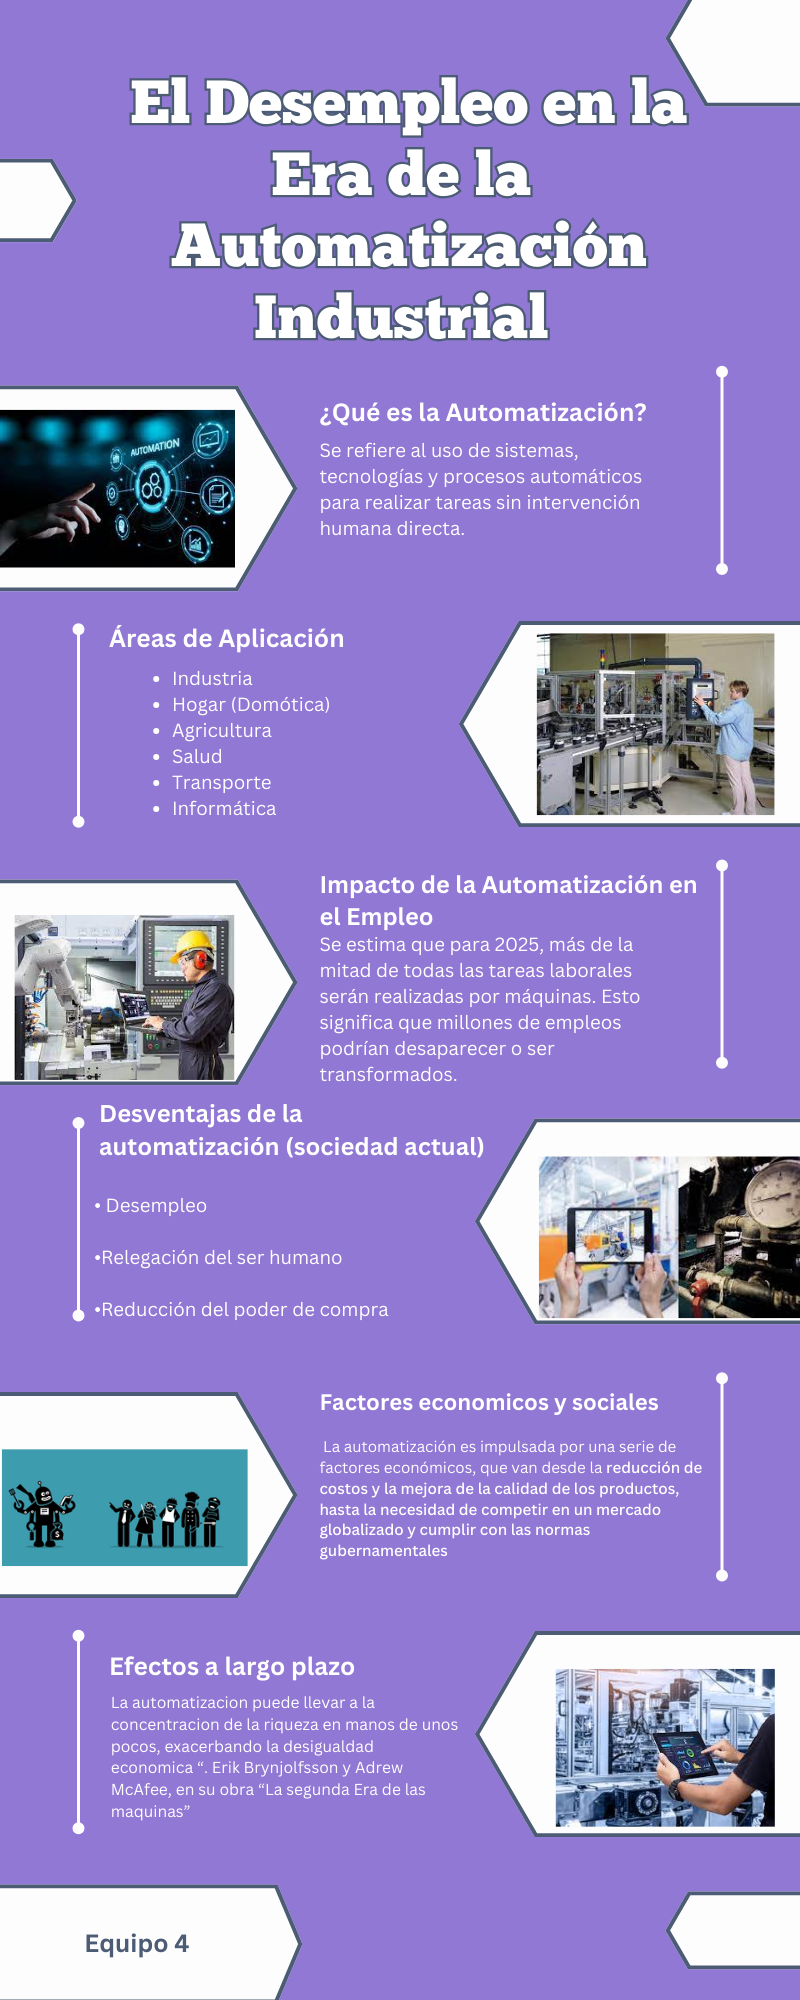 El Desempleo en la
Era de la
Automatización
Industrial
AUTOMATION
¿Qué es la Automatización?
Se refiere al uso de sistemas,
tecnologías y procesos automáticos
para realizar tareas sin intervención
humana directa.
Áreas de Aplicación
• Industria
• Hogar (Domótica)
• Agricultura
• Salud
• Transporte
• Informática
Impacto de la Automatización en
el Empleo
Se estima que para 2025, más de la
mitad de todas las tareas laborales
serán realizadas por máquinas. Esto
significa que millones de empleos
podrían desaparecer o ser
transformados.
Desventajas de la
automatización (sociedad actual)
• Desempleo
•Relegación del ser humano
•Reducción del poder de compra
Factores economicos y sociales
La automatización es impulsada por una serie de
factores económicos, que van desde la reducción de
costos y la mejora de la calidad de los productos,
hasta la necesidad de competir en un mercado
globalizado y cumplir con las normas
gubernamentales
$
Efectos a largo plazo
La automatizacion puede llevar a la
concentracion de la riqueza en manos de unos
pocos, exacerbando la desigualdad
economica “. Erik Brynjolfsson y Adrew
McAfee, en su obra “La segunda Era de las
maquinas”
Equipo 4